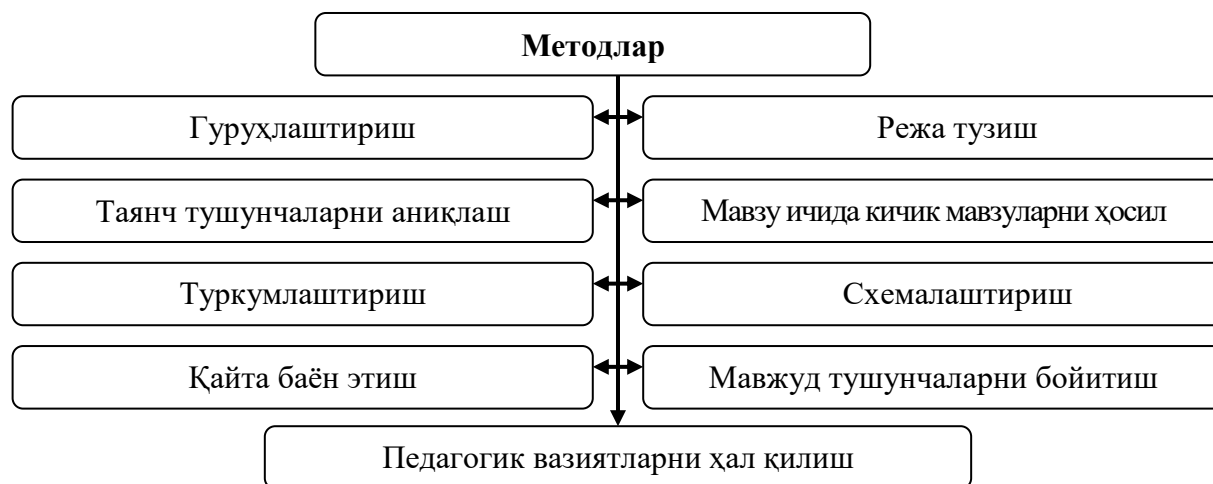 Методлар
Гуруҳлаштириш
Режа тузиш
Таянч тушунчаларни аниқлаш
Мавзу ичида кичик мавзуларни ҳосил
Туркумлаштириш
Схемалаштириш
Қайта баён этиш
Мавжуд тушунчаларни бойитиш
Педагогик вазиятларни ҳал қилиш